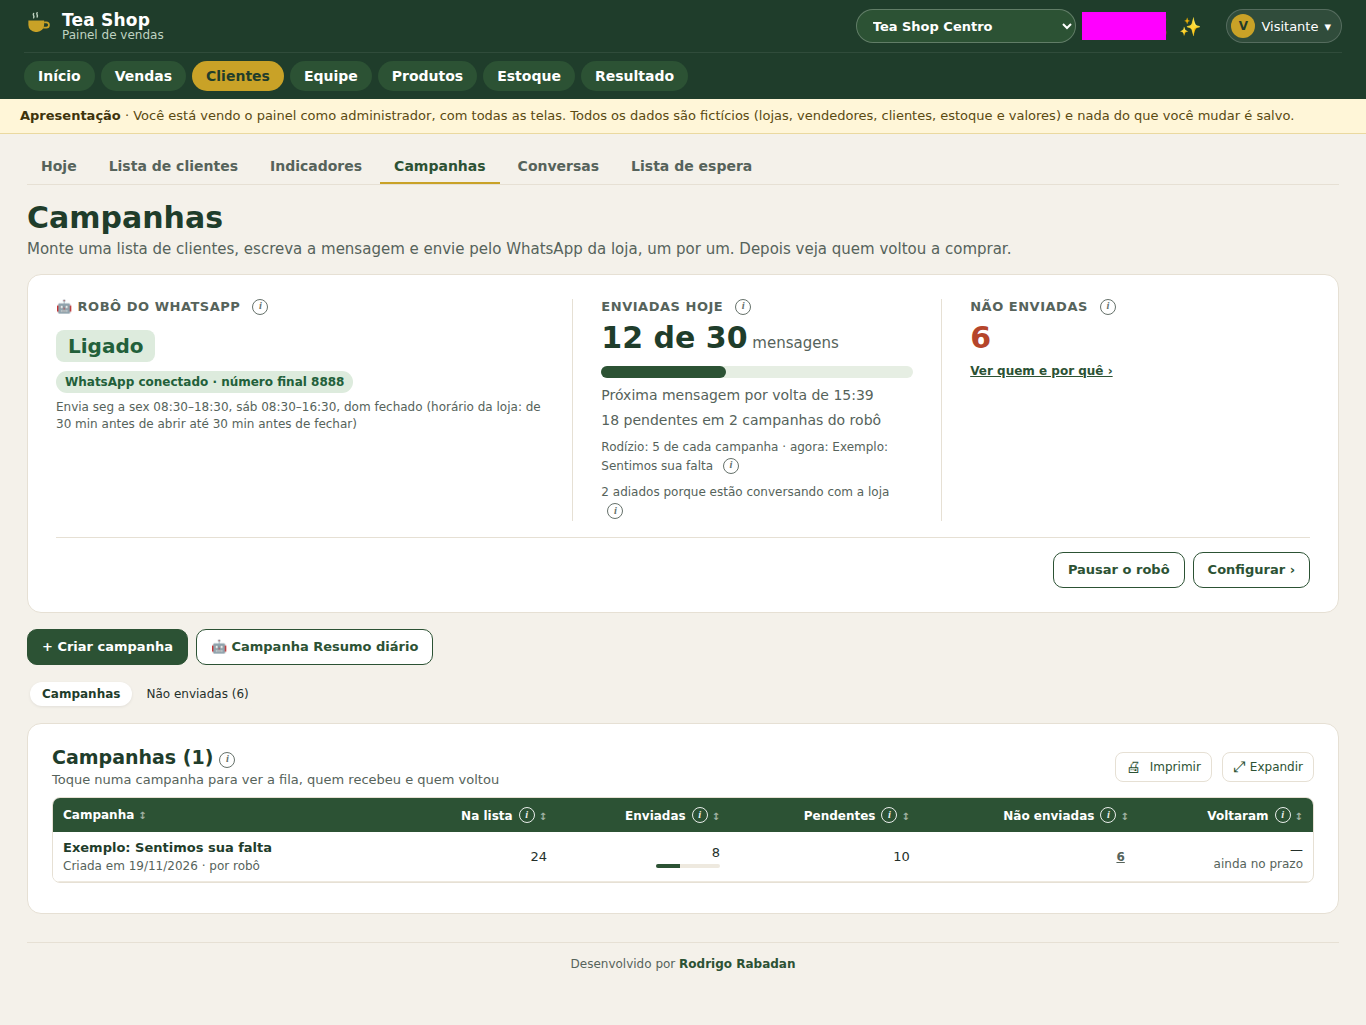 Tea Shop
Painel de vendas
Tea Shop Centro
V Visitante ▾
Início Vendas Clientes Equipe Produtos Estoque Resultado
Apresentação · Você está vendo o painel como administrador, com todas as telas. Todos os dados são fictícios (lojas, vendedores, clientes, estoque e valores) e nada do que você mudar é salvo.
Hoje Lista de clientes Indicadores Campanhas Conversas Lista de espera
Campanhas
Monte uma lista de clientes, escreva a mensagem e envie pelo WhatsApp da loja, um por um. Depois veja quem voltou a comprar.
🤖 ROBÔ DO WHATSAPP i
Ligado
WhatsApp conectado · número final 8888
Envia seg a sex 08:30–18:30, sáb 08:30–16:30, dom fechado (horário da loja: de
30 min antes de abrir até 30 min antes de fechar)
ENVIADAS HOJE i
12 de 30 mensagens
Próxima mensagem por volta de 15:39
18 pendentes em 2 campanhas do robô
Rodízio: 5 de cada campanha · agora: Exemplo:
Sentimos sua falta i
2 adiados porque estão conversando com a loja
i
NÃO ENVIADAS i
6
Ver quem e por quê ›
Pausar o robô Configurar ›
+ Criar campanha 🤖 Campanha Resumo diário
Campanhas Não enviadas (6)
Campanhas (1) i
Toque numa campanha para ver a fila, quem recebeu e quem voltou
Imprimir Expandir
Campanha ↕ Na lista i ↕ Enviadas i ↕ Pendentes i ↕ Não enviadas i ↕ Voltaram i ↕
Exemplo: Sentimos sua falta 24 8 10 6 —
Criada em 19/11/2026 · por robô ainda no prazo
Desenvolvido por Rodrigo Rabadan